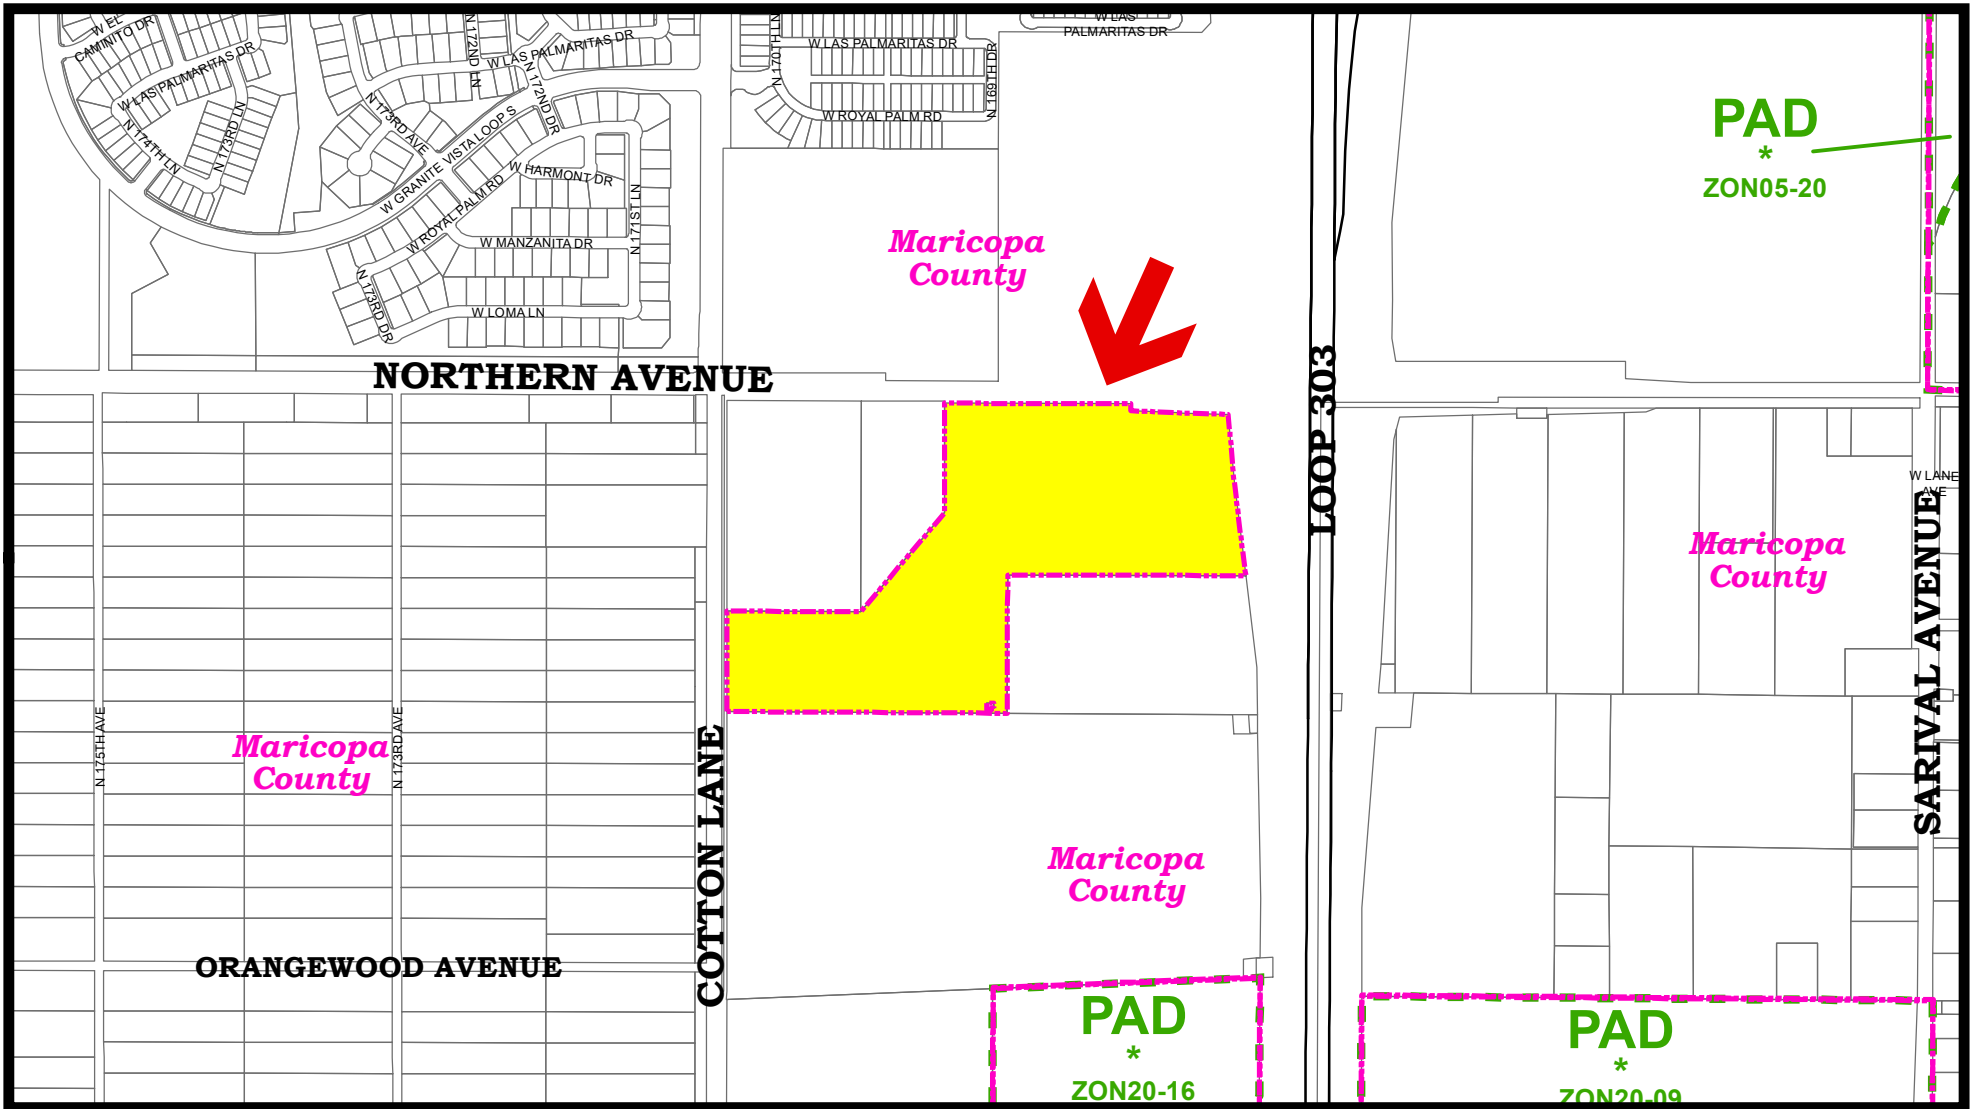 W EL
CAMINITO DR
W LAS PALMARITAS DR
N 174TH LN
N 173RD LN
N 173RD AVE
N 172ND LN
W LAS PALMARITAS DR
N 172ND DR
W GRANITE VISTA LOOP S
W ROYAL PALM RD
W HARMONT DR
N 171ST LN
W MANZANITA DR
N 173RD DR
W LOMA LN
N 170TH LN
W LAS PALMARITAS DR
N 169TH DR
W ROYAL PALM RD
W LAS
PALMARITAS DR
PAD
*
ZON05-20
Maricopa
County
NORTHERN AVENUE
LOOP 303
W LANE
AVE
Maricopa
County
SARIVAL AVENUE
N 175TH AVE
Maricopa
County
N 173RD AVE
COTTON LANE
Maricopa
County
ORANGEWOOD AVENUE
PAD
*
ZON20-16
PAD
*
ZON20-09